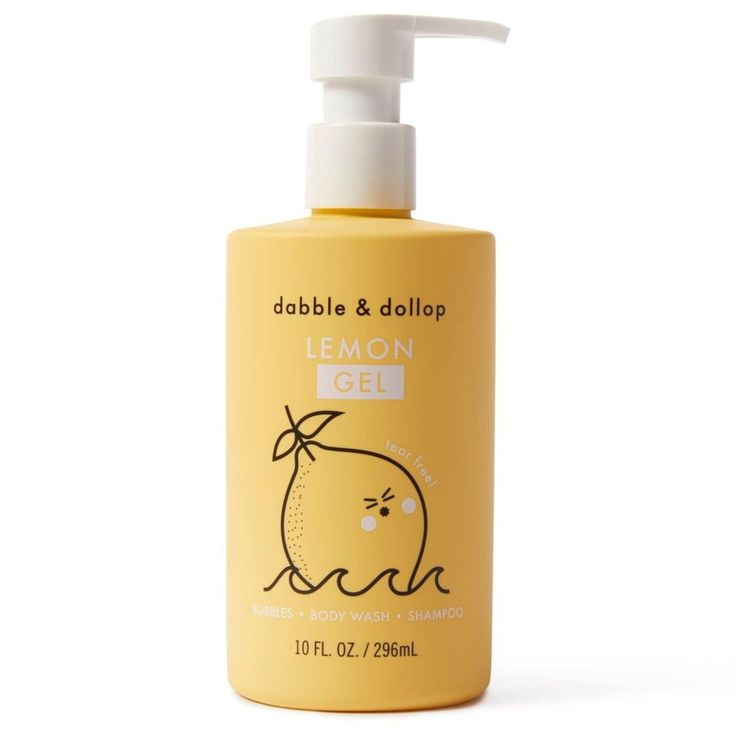 dabble & dollop
LEMON
GEL
tear free!
BUBBLES • BODY WASH • SHAMPOO
10 FL. OZ. / 296mL